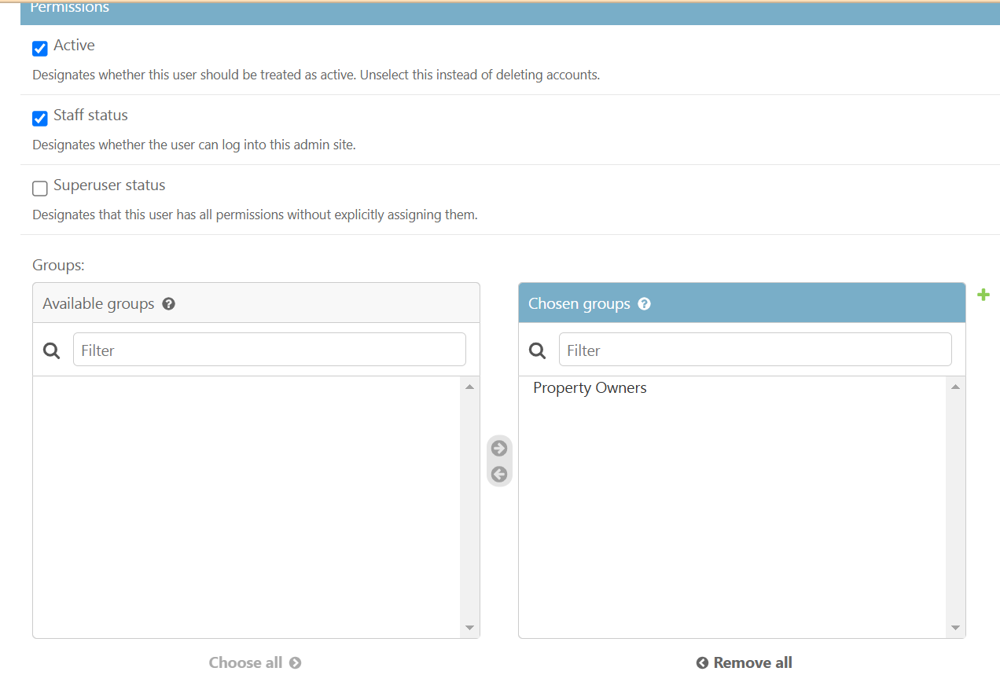 Permissions
Active
Designates whether this user should be treated as active. Unselect this instead of deleting accounts.
Staff status
Designates whether the user can log into this admin site.
Superuser status
Designates that this user has all permissions without explicitly assigning them.
Groups:
Available groups ?
Filter
Choose all
Chosen groups ?
Filter
Property Owners
Remove all